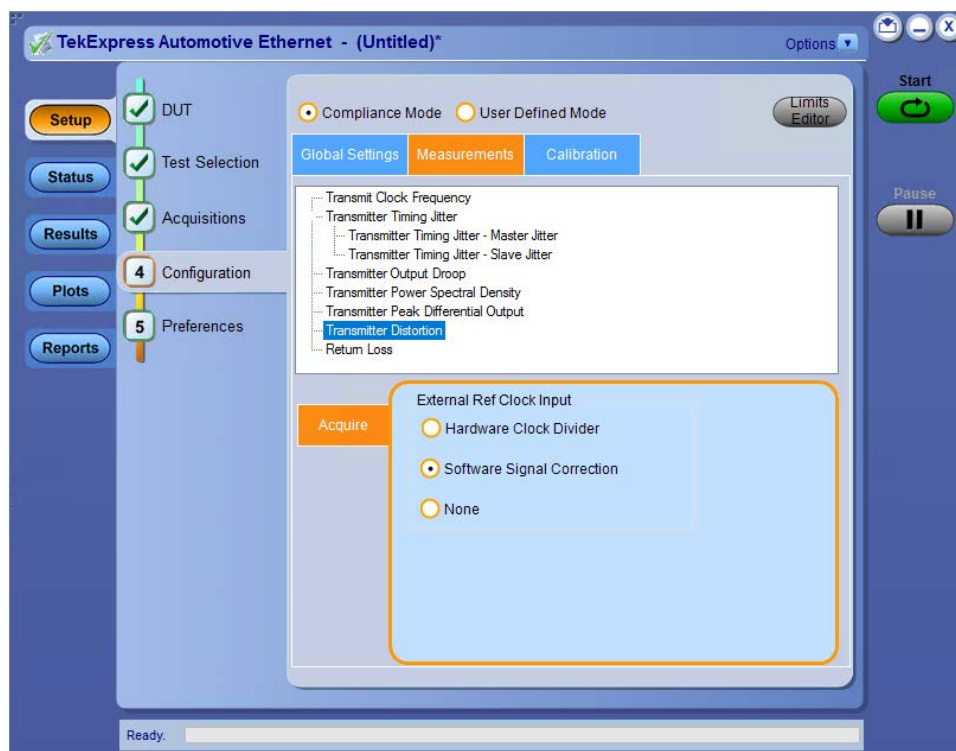 TekExpress Automotive Ethernet - (Untitled)*
Options
X
Start
Pause
Setup
Status
Results
Plots
Reports
DUT
Test Selection
Acquisitions
4 Configuration
5 Preferences
Compliance Mode User Defined Mode
Limits
Editor
Global Settings Measurements Calibration
Transmit Clock Frequency
Transmitter Timing Jitter
Transmitter Timing Jitter - Master Jitter
Transmitter Timing Jitter - Slave Jitter
Transmitter Output Droop
Transmitter Power Spectral Density
Transmitter Peak Differential Output
Transmitter Distortion
Return Loss
Acquire
External Ref Clock Input
Hardware Clock Divider
Software Signal Correction
None
Ready.